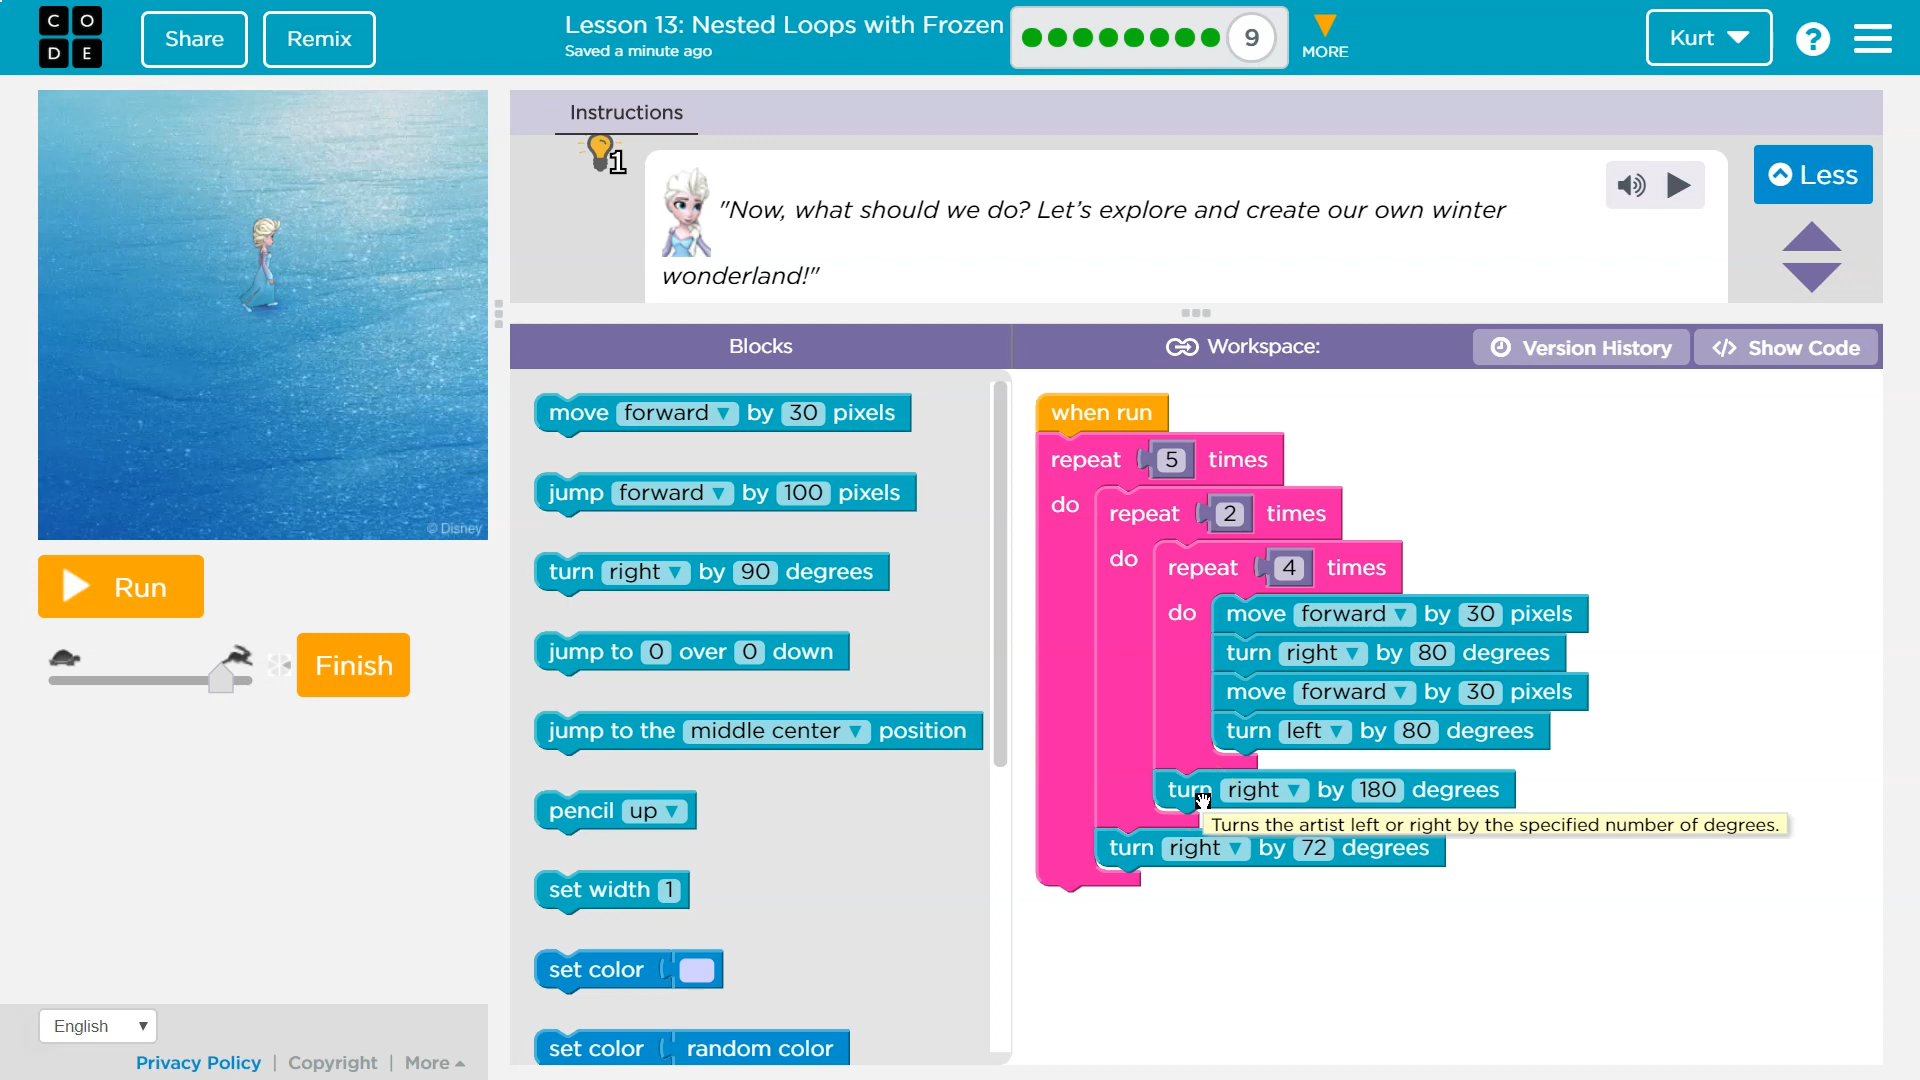 CO
DE
Share
Remix
Lesson 13: Nested Loops with Frozen
Saved a minute ago
9
MORE
Kurt
?
Instructions
1
"Now, what should we do? Let's explore and create our own winter
wonderland!"
Less
© Disney
Run
Finish
Blocks
Workspace:
Version History
</> Show Code
move forward by 30 pixels
jump forward by 100 pixels
turn right by 90 degrees
jump to 0 over 0 down
jump to the middle center position
pencil up
set width 1
set color
set color random color
when run
repeat 5 times
do
repeat 2 times
do
repeat 4 times
do
move forward by 30 pixels
turn right by 80 degrees
move forward by 30 pixels
turn left by 80 degrees
turn right by 180 degrees
Turns the artist left or right by the specified number of degrees.
turn right by 72 degrees
English
Privacy Policy | Copyright | More